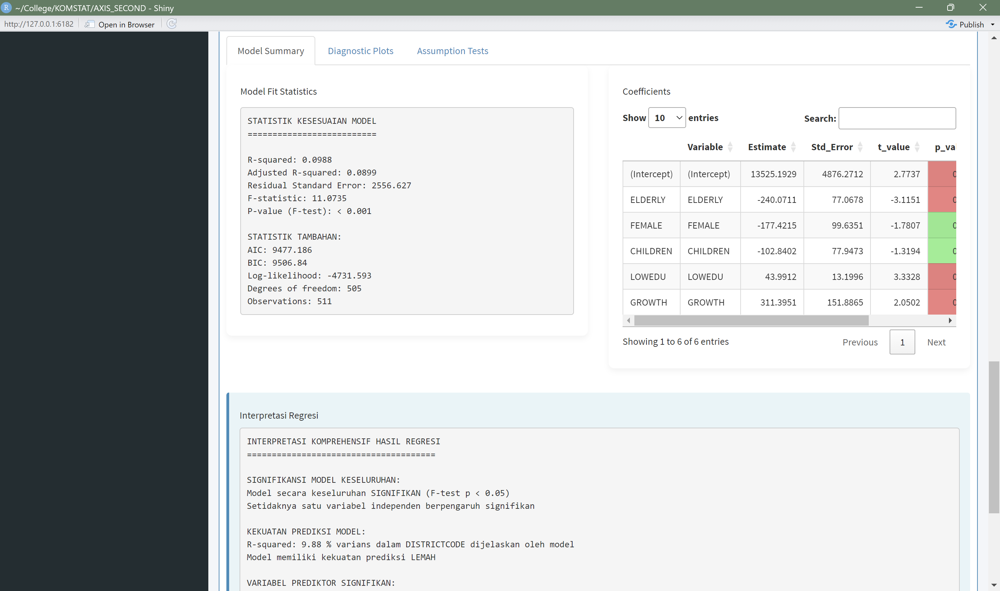 R ~/College/KOMSTAT/AXIS_SECOND - Shiny
http://127.0.0.1:6182 Open in Browser Publish
Model Summary Diagnostic Plots Assumption Tests
Model Fit Statistics
STATISTIK KESESUAIAN MODEL
==========================
R-squared: 0.0988
Adjusted R-squared: 0.0899
Residual Standard Error: 2556.627
F-statistic: 11.0735
P-value (F-test): < 0.001
STATISTIK TAMBAHAN:
AIC: 9477.186
BIC: 9506.84
Log-likelihood: -4731.593
Degrees of freedom: 505
Observations: 511
Coefficients
Show 10 entries Search:
Variable Estimate Std_Error t_value
(Intercept) (Intercept) 13525.1929 4876.2712 2.7737
ELDERLY ELDERLY -240.0711 77.0678 -3.1151
FEMALE FEMALE -177.4215 99.6351 -1.7807
CHILDREN CHILDREN -102.8402 77.9473 -1.3194
LOWEDU LOWEDU 43.9912 13.1996 3.3328
GROWTH GROWTH 311.3951 151.8865 2.0502
Showing 1 to 6 of 6 entries Previous 1 Next
Interpretasi Regresi
INTERPRETASI KOMPREHENSIF HASIL REGRESI
======================================
SIGNIFIKANSI MODEL KESELURUHAN:
Model secara keseluruhan SIGNIFIKAN (F-test p < 0.05)
Setidaknya satu variabel independen berpengaruh signifikan
KEKUATAN PREDIKSI MODEL:
R-squared: 9.88 % varians dalam DISTRICTCODE dijelaskan oleh model
Model memiliki kekuatan prediksi LEMAH
VARIABEL PREDIKTOR SIGNIFIKAN: